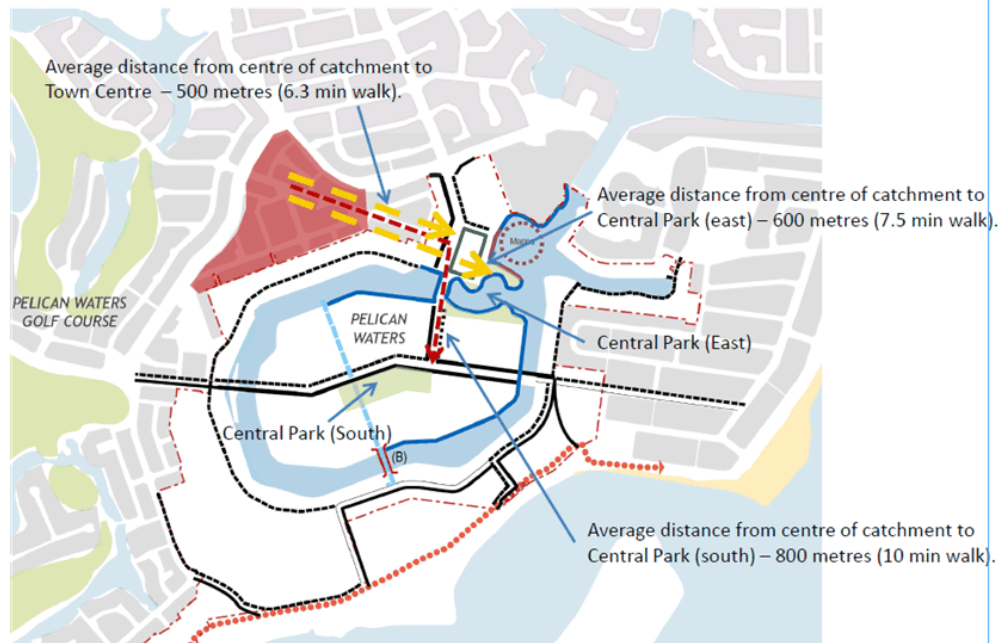 Average distance from centre of catchment to
Town Centre – 500 metres (6.3 min walk).
Average distance from centre of catchment to
Central Park (east) – 600 metres (7.5 min walk).
Marina
PELICAN WATERS
GOLF COURSE
PELICAN
WATERS
Central Park (East)
Central Park (South)
(B)
Average distance from centre of catchment to
Central Park (south) – 800 metres (10 min walk).